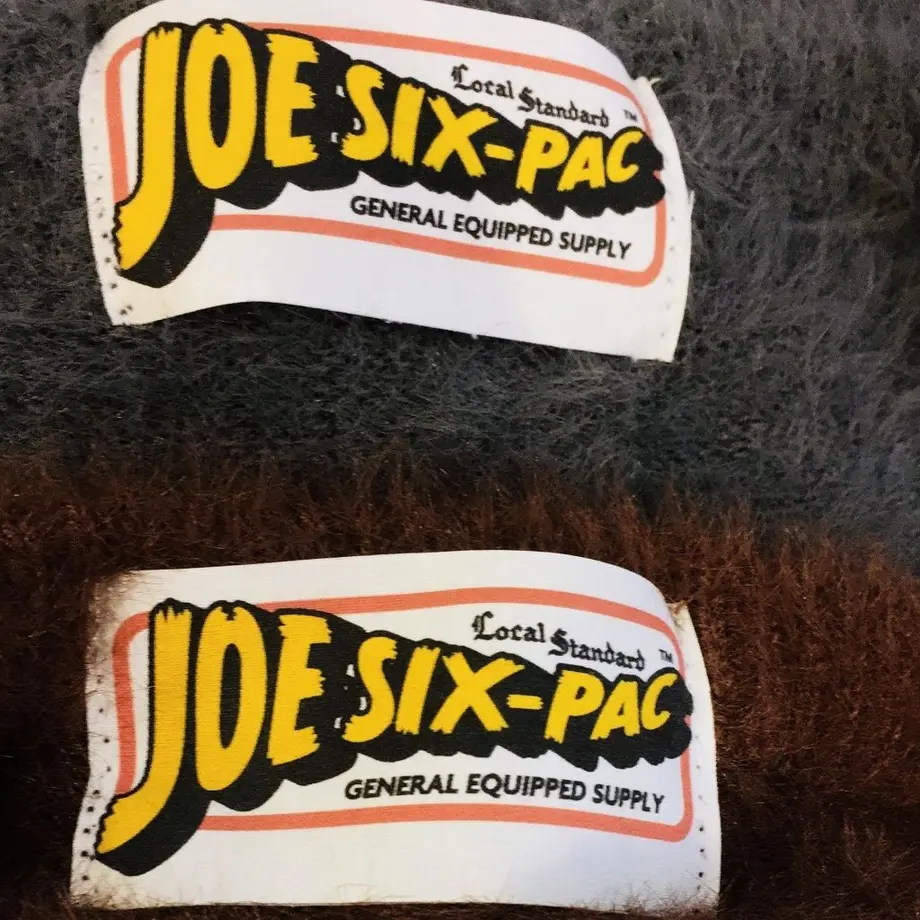 Local Standard ™
JOE SIX-PAC
GENERAL EQUIPPED SUPPLY
Local Standard ™
JOE SIX-PAC
GENERAL EQUIPPED SUPPLY